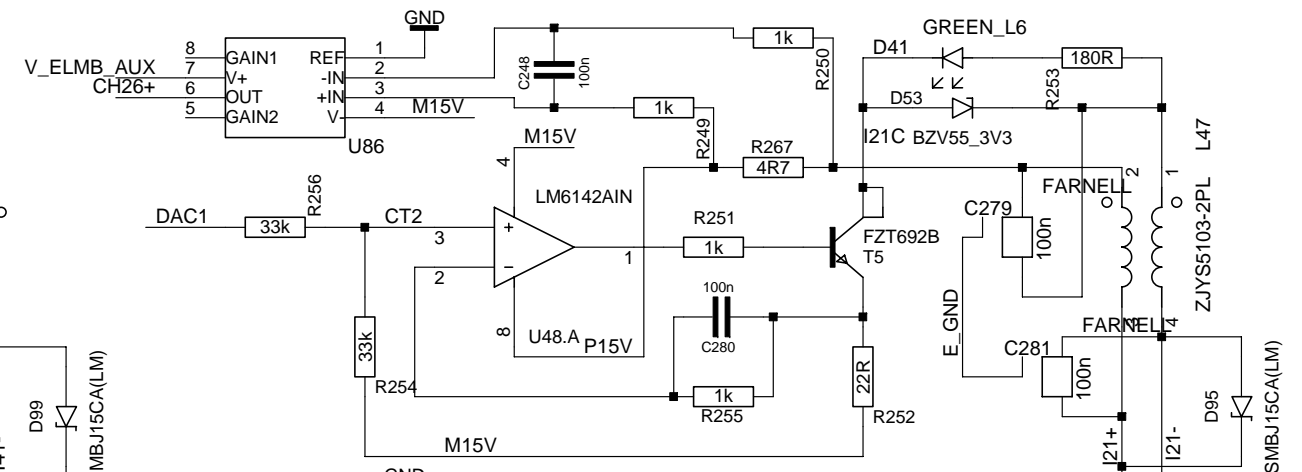 GND
GREEN_L6
8 GAIN1 REF 1
V_ELMB_AUX 7 V+ -IN 2
CH26+ 6 OUT +IN 3
5 GAIN2 V- 4 M15V
U86
C248
100n
1k
R250
1k
R249
D41
180R
R253
D53
I21C BZV55_3V3
L47
ZJYS5103-2PL
M15V
4
R267
4R7
FARNELL
2
1
LM6142AIN
DAC1
33k
R256
CT2
3
+
2
−
1
8
U48.A
P15V
R251
1k
FZT692B
T5
C279
100n
E_GND
FARNELL
3
4
100n
C280
1k
R255
22R
R252
C281
100n
33k
R254
M15V
GND
D99
MBJ15CA(LM)
I21+
I21-
D95
SMBJ15CA(LM)